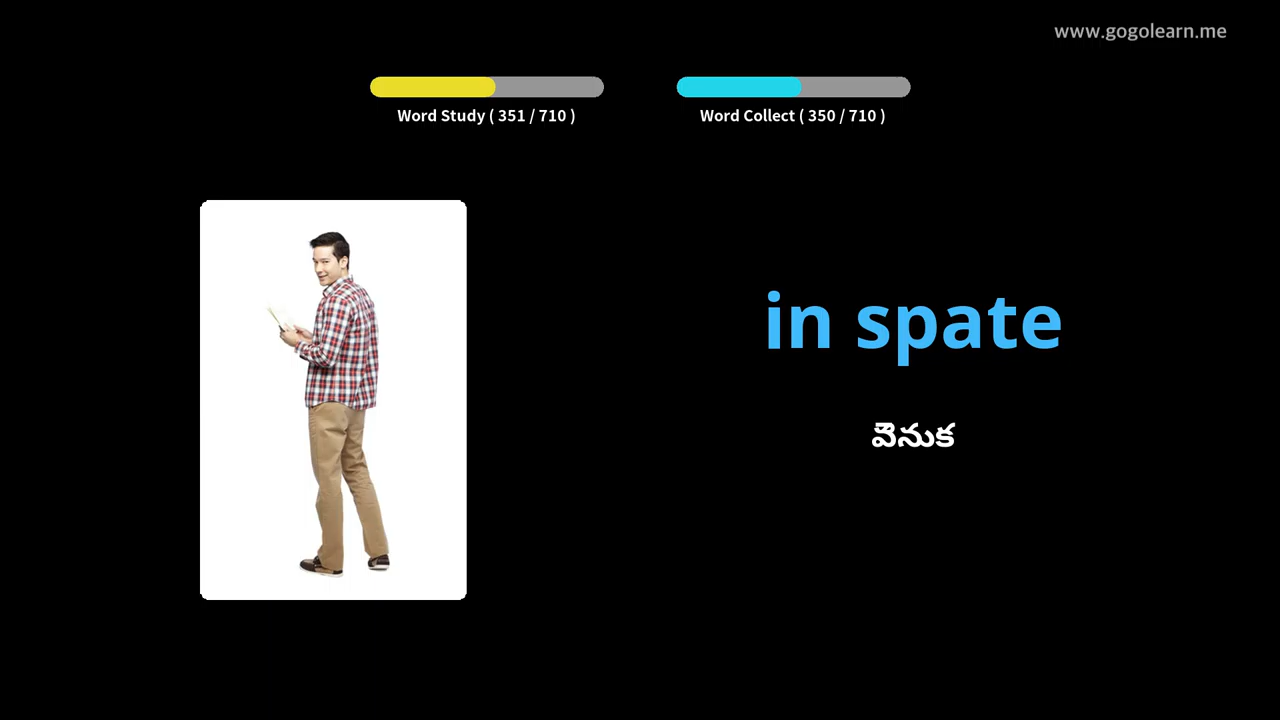 www.gogolearn.me
Word Study ( 351 / 710 )
Word Collect ( 350 / 710 )
in spate
వెనుక